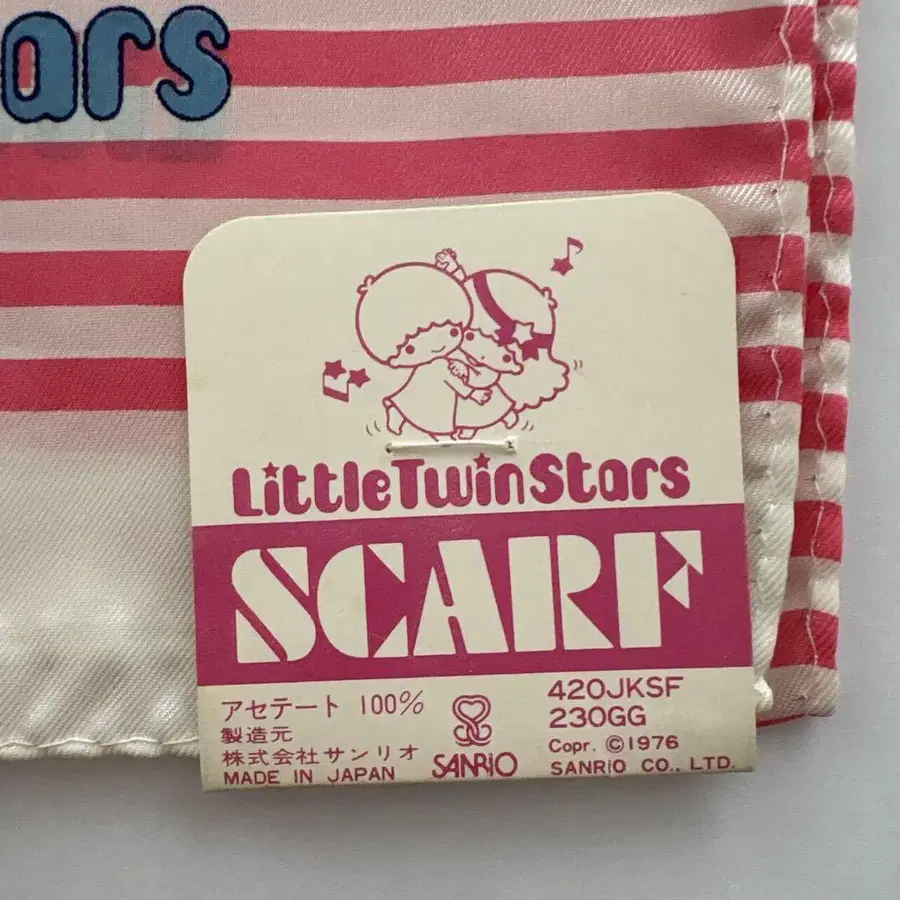 ars
LittleTwinStars
SCARF
アセテート 100%
製造元
株式会社サンリオ
MADE IN JAPAN
SANRIO
420JKSF
230GG
Copr. ©1976
SANRIO CO., LTD.